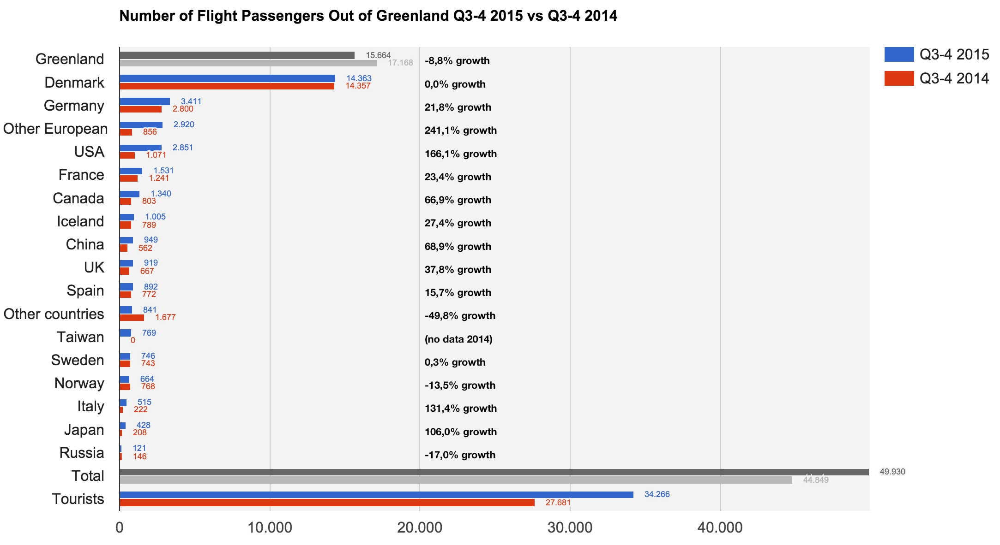 Number of Flight Passengers Out of Greenland Q3-4 2015 vs Q3-4 2014
Q3-4 2015
Q3-4 2014
Greenland 15.664 17.168 -8,8% growth
Denmark 14.363 14.357 0,0% growth
Germany 3.411 2.800 21,8% growth
Other European 2.920 856 241,1% growth
USA 2.851 1.071 166,1% growth
France 1.531 1.241 23,4% growth
Canada 1.340 803 66,9% growth
Iceland 1.005 789 27,4% growth
China 949 562 68,9% growth
UK 919 667 37,8% growth
Spain 892 772 15,7% growth
Other countries 841 1.677 -49,8% growth
Taiwan 769 0 (no data 2014)
Sweden 746 743 0,3% growth
Norway 664 768 -13,5% growth
Italy 515 222 131,4% growth
Japan 428 208 106,0% growth
Russia 121 146 -17,0% growth
Total 49.930 44.849
Tourists 34.266 27.681
0 10.000 20.000 30.000 40.000